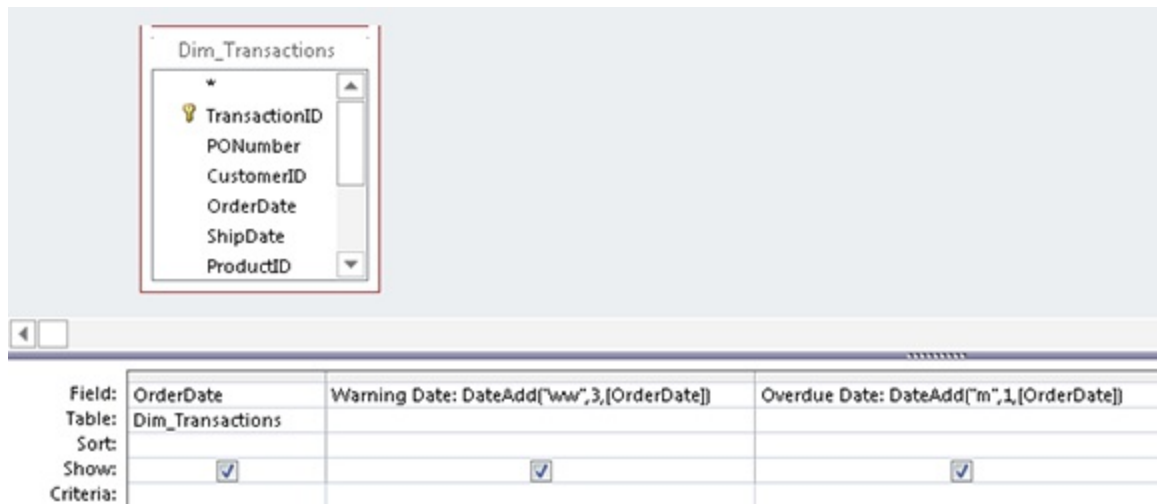 Dim_Transactions
*
TransactionID
PONumber
CustomerID
OrderDate
ShipDate
ProductID
Field: OrderDate Warning Date: DateAdd("ww",3,[OrderDate]) Overdue Date: DateAdd("m",1,[OrderDate])
Table: Dim_Transactions
Sort:
Show:
Criteria: